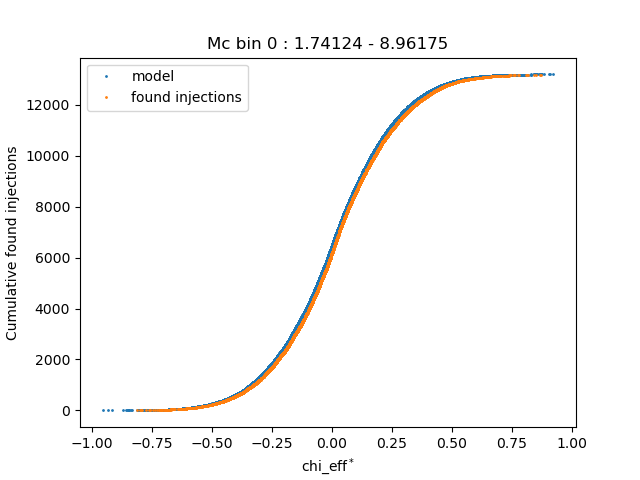 Mc bin 0 : 1.74124 - 8.96175
model
found injections
12000
10000
8000
6000
4000
2000
0
Cumulative found injections
−1.00 −0.75 −0.50 −0.25 0.00 0.25 0.50 0.75 1.00
chi_eff*